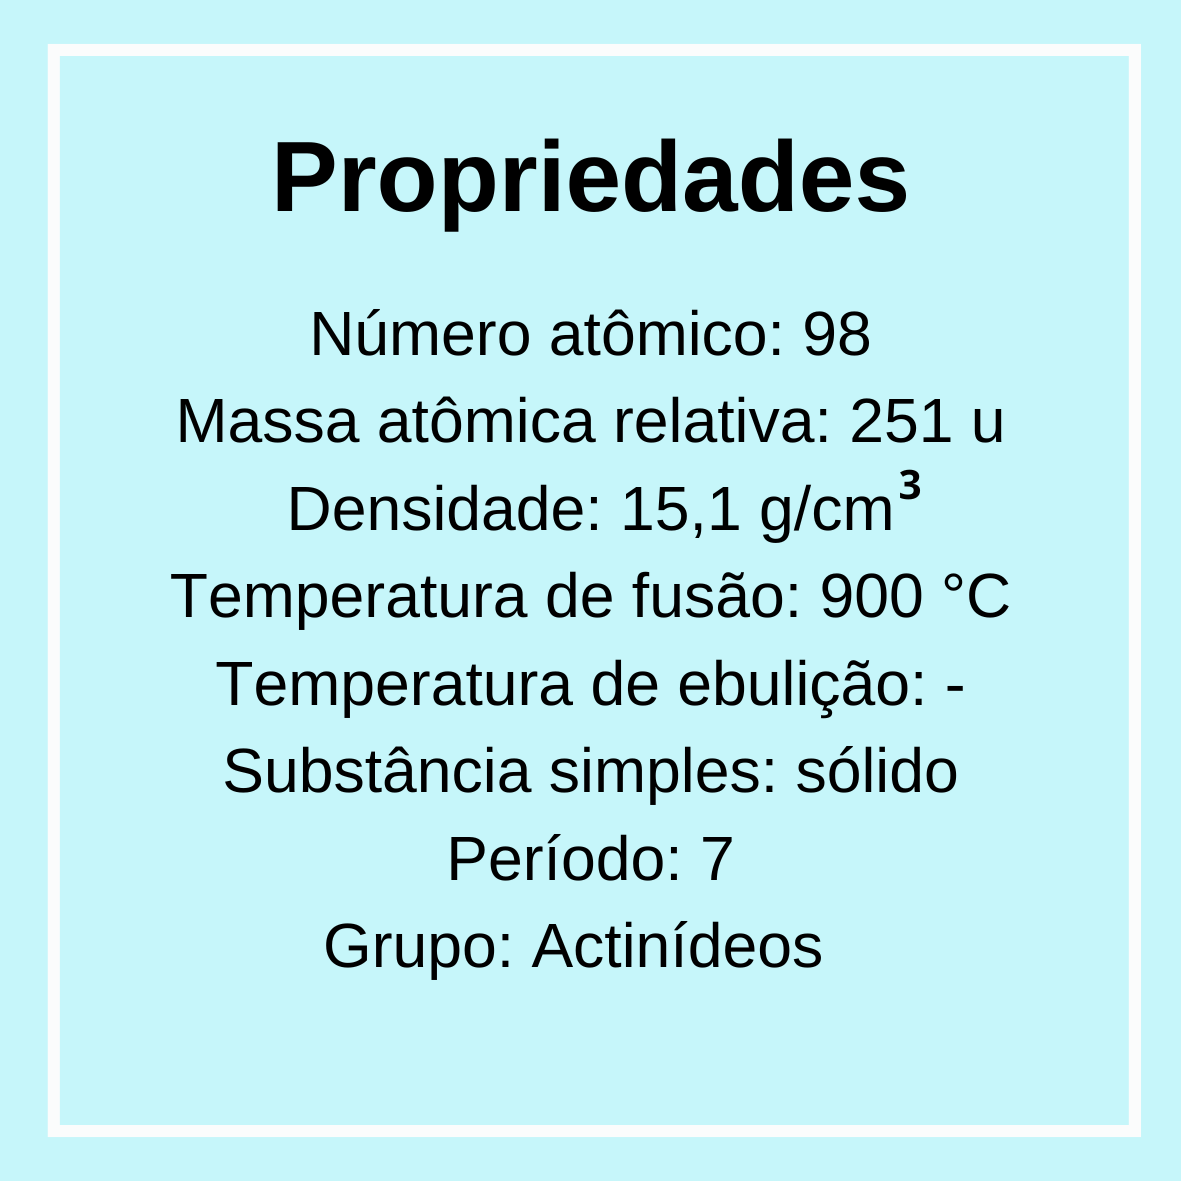 Propriedades
Número atômico: 98
Massa atômica relativa: 251 u
Densidade: 15,1 g/cm³
Temperatura de fusão: 900 °C
Temperatura de ebulição: -
Substância simples: sólido
Período: 7
Grupo: Actinídeos